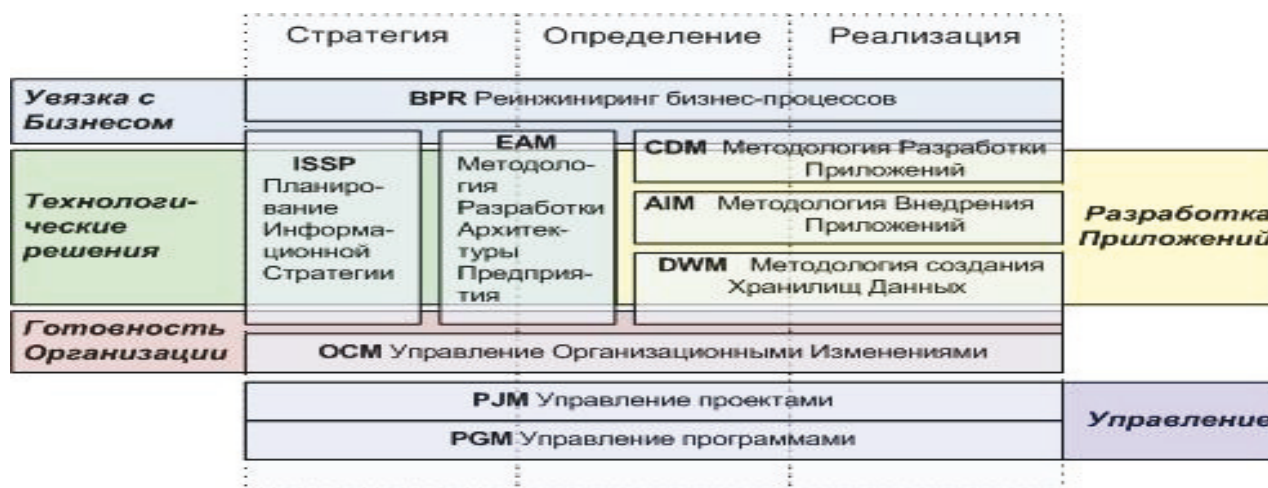 Стратегия
Определение
Реализация
Увязка с
Бизнесом
BPR Реинжиниринг бизнес-процессов
Технологи-
ческие
решения
ISSP
Планиро-
вание
Информа-
ционной
Стратегии
EAM
Методоло-
гия
Разработки
Архитек-
туры
Предприя-
тия
CDM Методология Разработки
Приложений
AIM Методология Внедрения
Приложений
DWM Методология создания
Хранилищ Данных
Разработка
Приложений
Готовность
Организации
OCM Управление Организационными Изменениями
PJM Управление проектами
PGM Управление программами
Управление